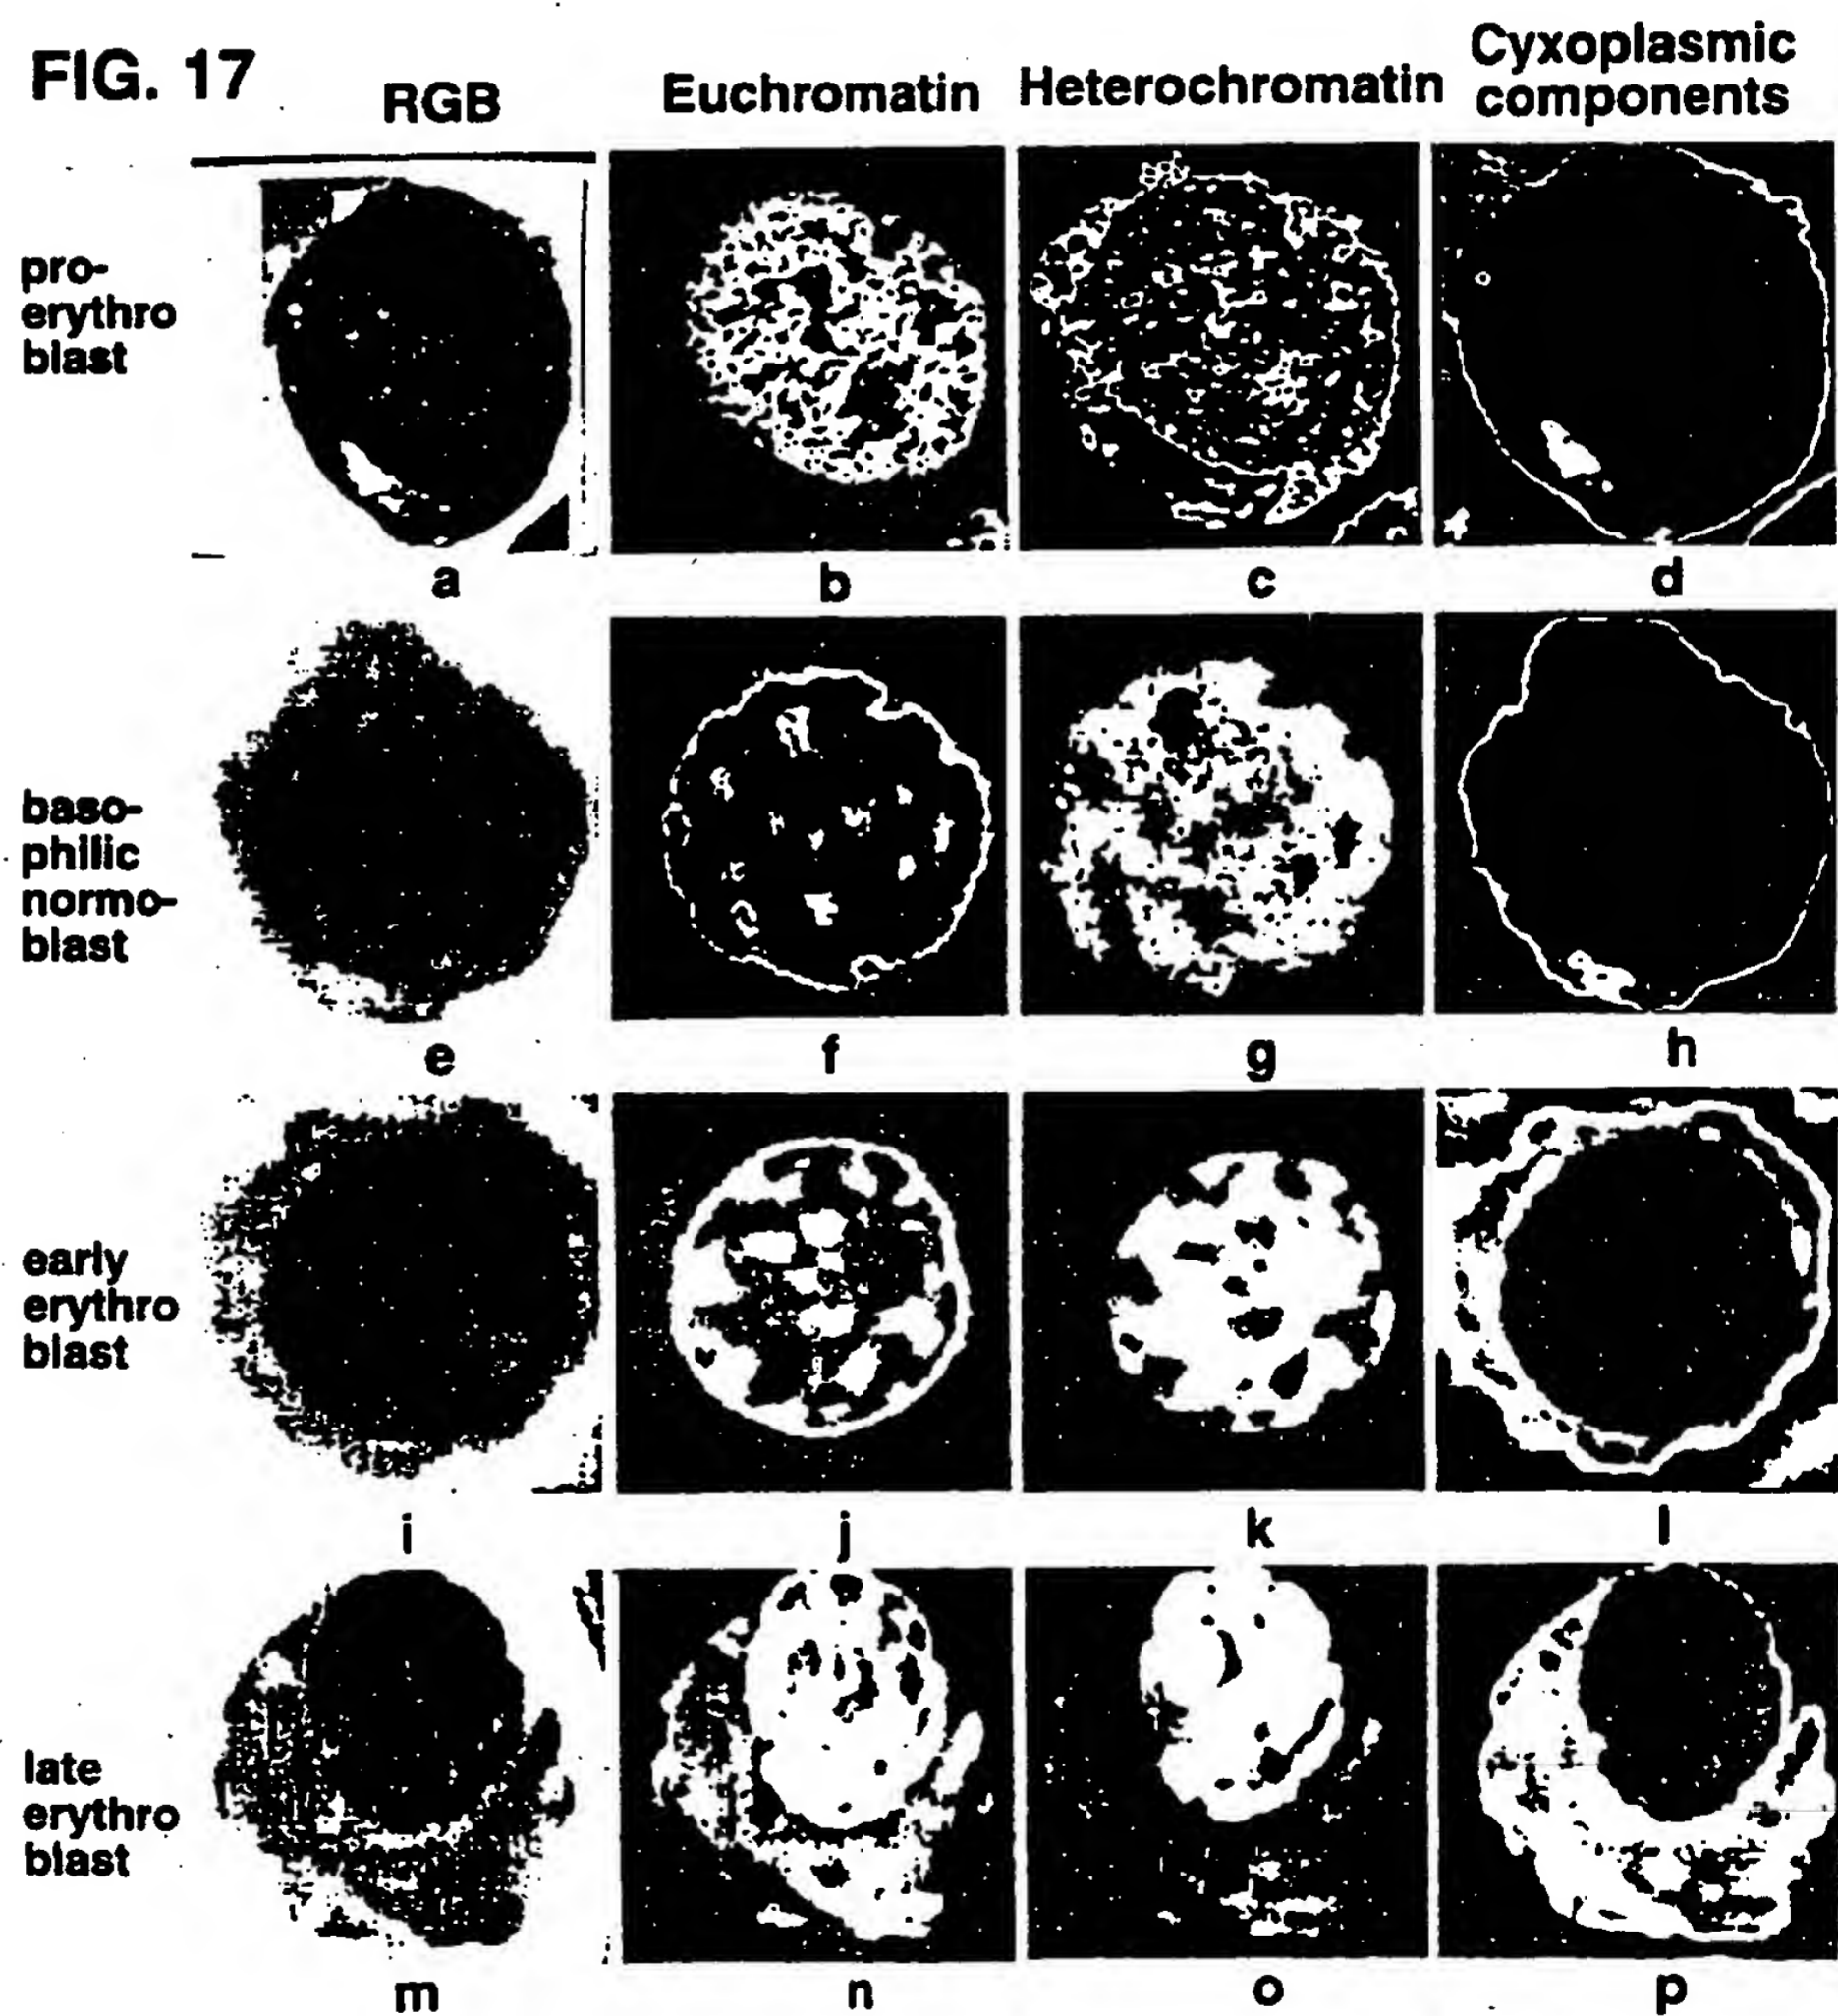 FIG. 17
RGB
Euchromatin
Heterochromatin
Cyxoplasmic
components
pro-
erythro
blast
a
b
c
d
baso-
philic
normo-
blast
e
f
g
h
early
erythro
blast
i
j
k
l
late
erythro
blast
m
n
o
p